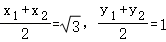 (x₁+x₂)/2=√3, (y₁+y₂)/2=1